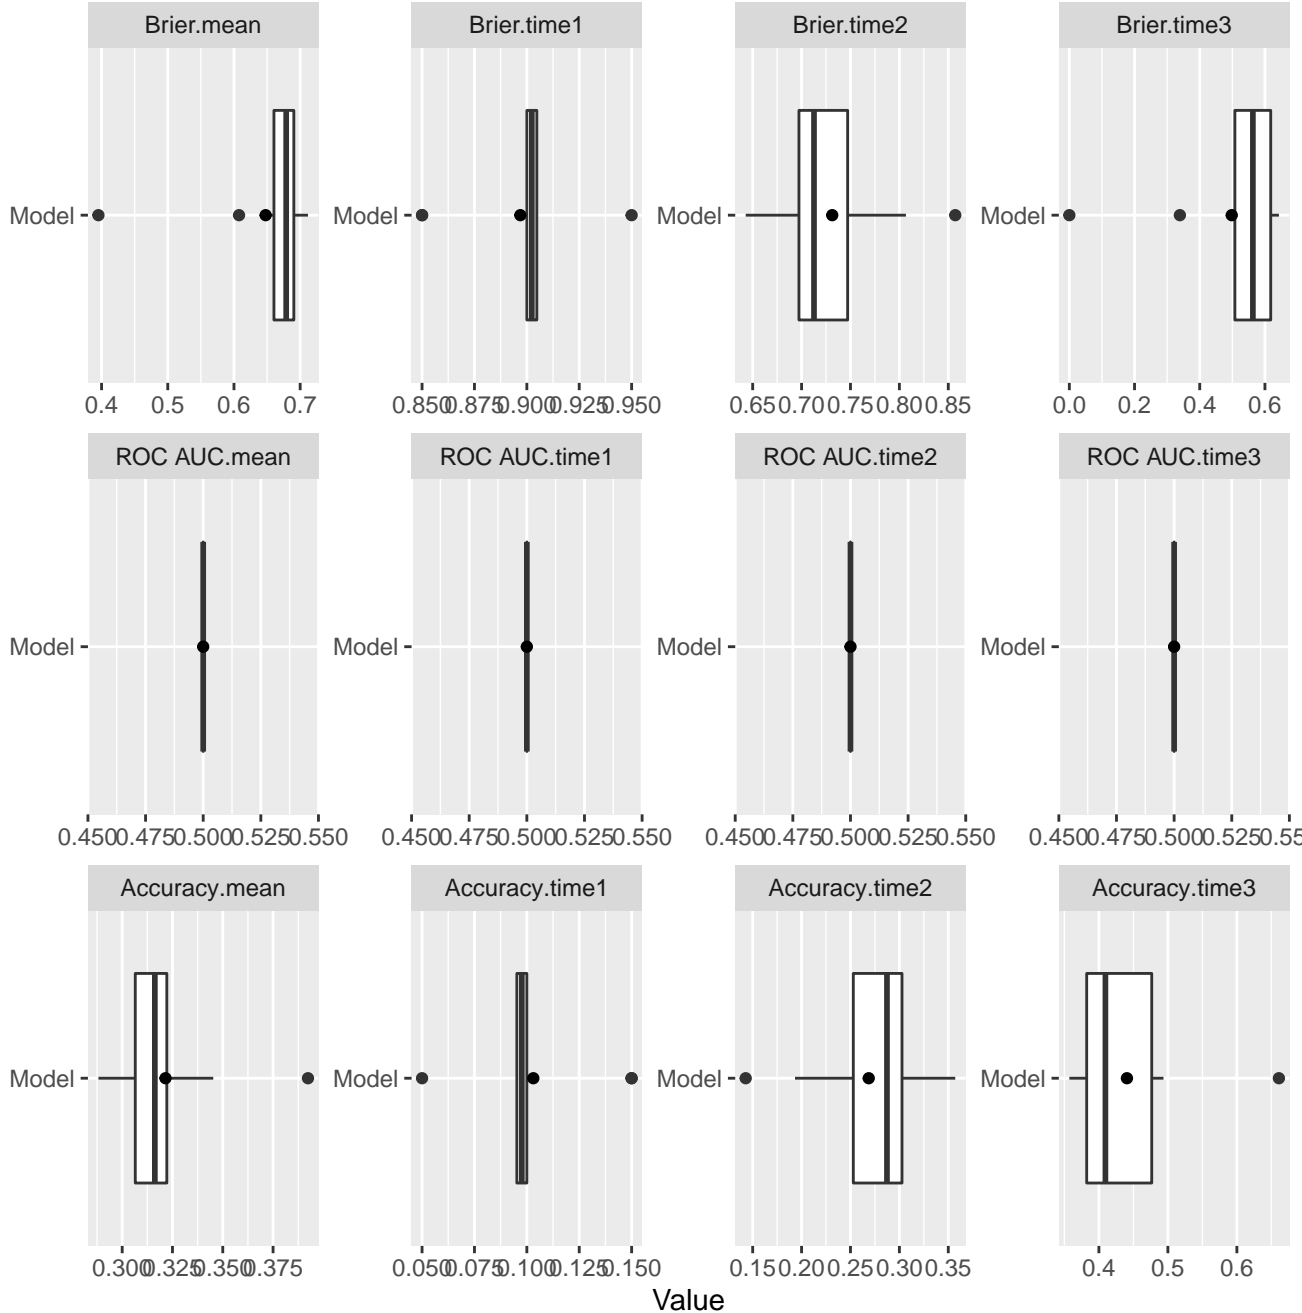 Brier.mean Brier.time1 Brier.time2 Brier.time3
Model Model Model Model
0.4 0.5 0.6 0.7 0.850 0.875 0.900 0.925 0.950 0.65 0.70 0.75 0.80 0.85 0.0 0.2 0.4 0.6
ROC AUC.mean ROC AUC.time1 ROC AUC.time2 ROC AUC.time3
Model Model Model Model
0.450 0.475 0.500 0.525 0.550 0.450 0.475 0.500 0.525 0.550 0.450 0.475 0.500 0.525 0.550 0.450 0.475 0.500 0.525 0.55
Accuracy.mean Accuracy.time1 Accuracy.time2 Accuracy.time3
Model Model Model Model
0.300 0.325 0.350 0.375 0.050 0.075 0.100 0.125 0.150 0.15 0.20 0.25 0.30 0.35 0.4 0.5 0.6
Value